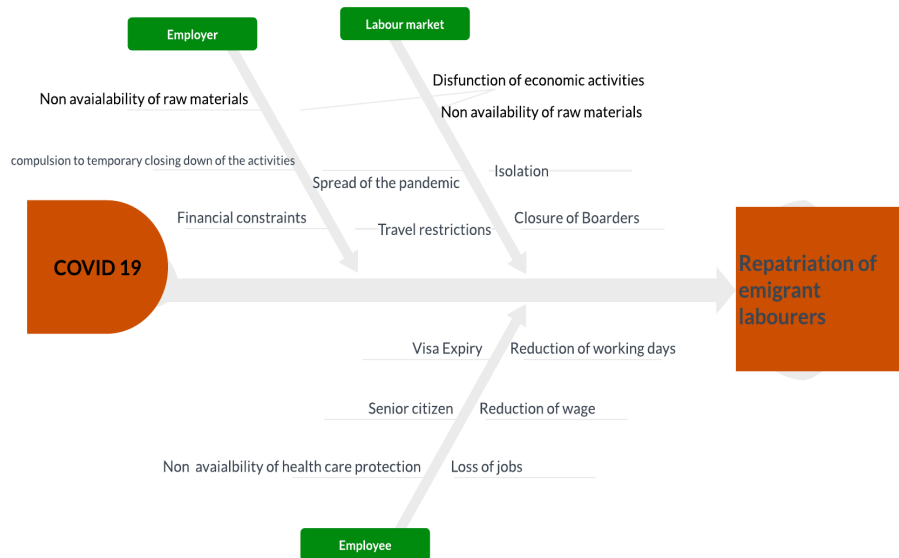 Employer
Labour market
Disfunction of economic activities
Non avaialability of raw materials
Non availability of raw materials
compulsion to temporary closing down of the activities
Isolation
Spread of the pandemic
Financial constraints
Closure of Boarders
Travel restrictions
COVID 19
Repatriation of
emigrant
labourers
Visa Expiry
Reduction of working days
Senior citizen
Reduction of wage
Non avaialbility of health care protection
Loss of jobs
Employee